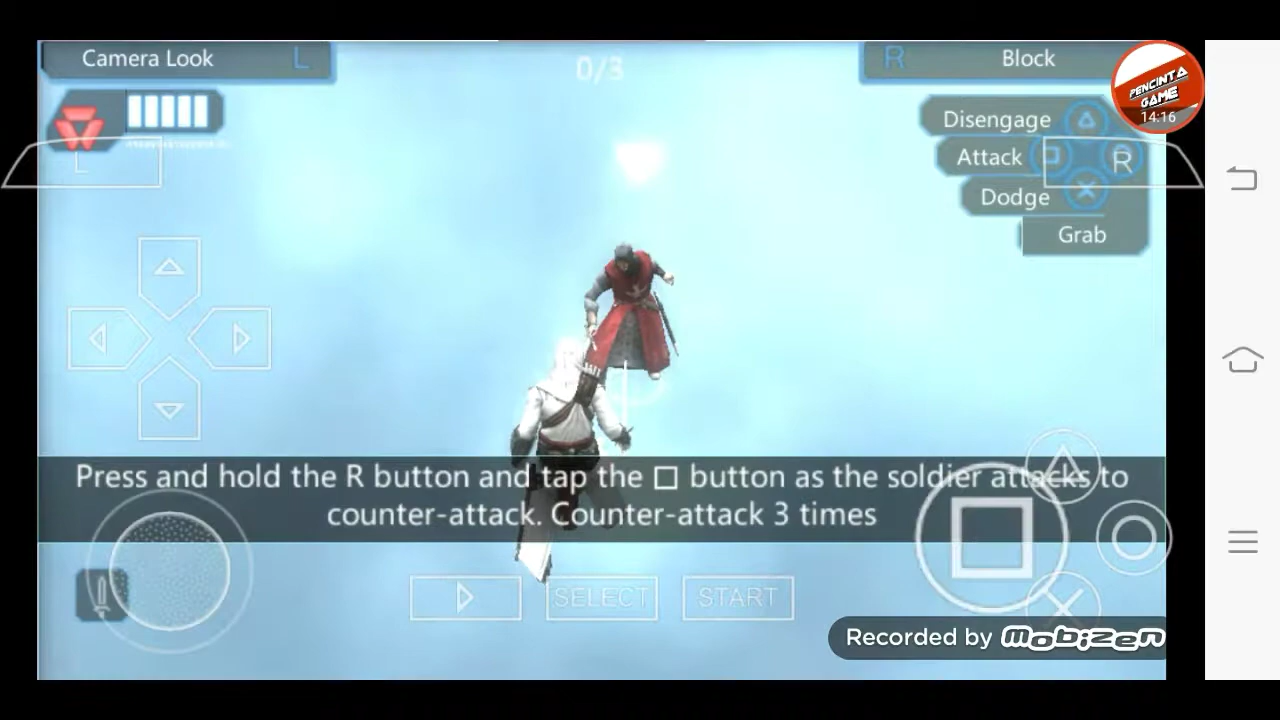 Camera Look L
0/3
R Block
PENCINTA
GAME
14:16
Disengage
Attack
R
Dodge
Grab
L
Press and hold the R button and tap the □ button as the soldier attacks to
counter-attack. Counter-attack 3 times
SELECT
START
Recorded by mobizen